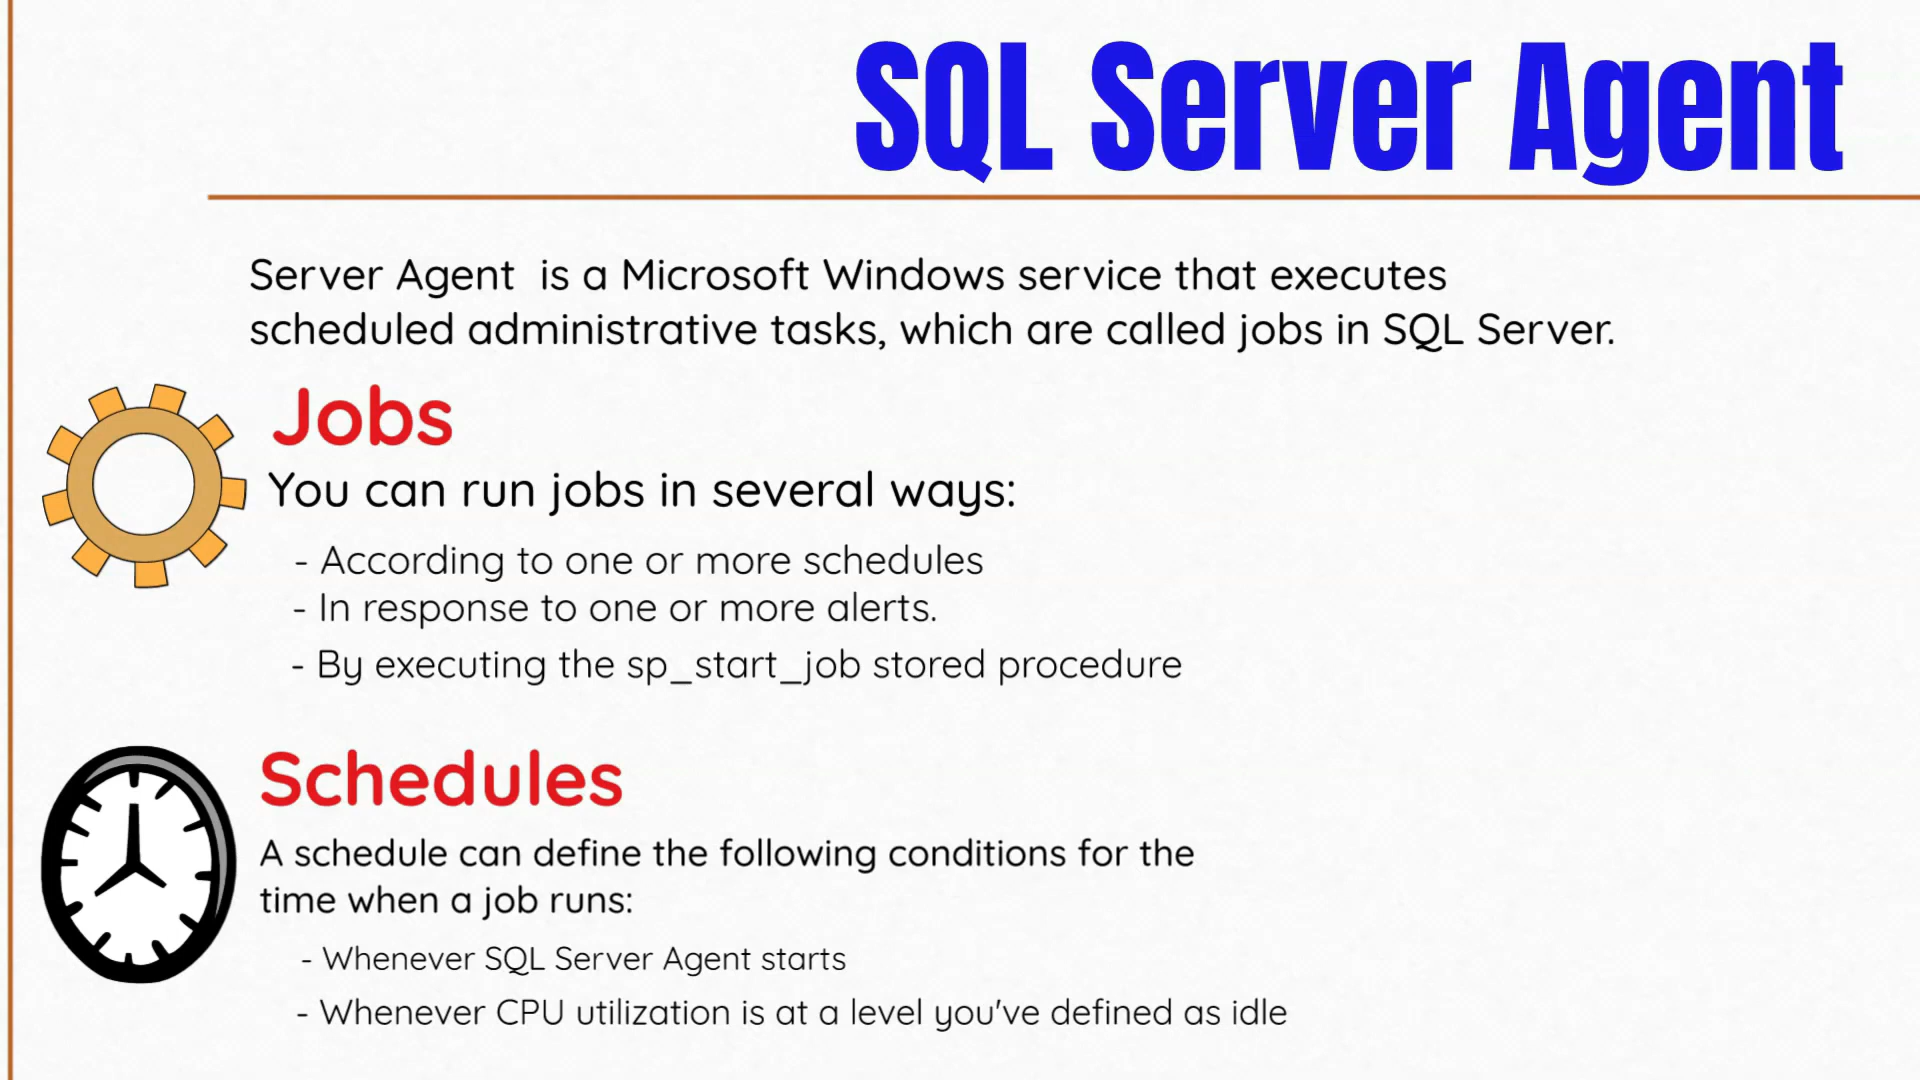 SQL Server Agent
Server Agent  is a Microsoft Windows service that executes
scheduled administrative tasks, which are called jobs in SQL Server.
Jobs
You can run jobs in several ways:
- According to one or more schedules
- In response to one or more alerts.
- By executing the sp_start_job stored procedure
Schedules
A schedule can define the following conditions for the
time when a job runs:
- Whenever SQL Server Agent starts
- Whenever CPU utilization is at a level you've defined as idle